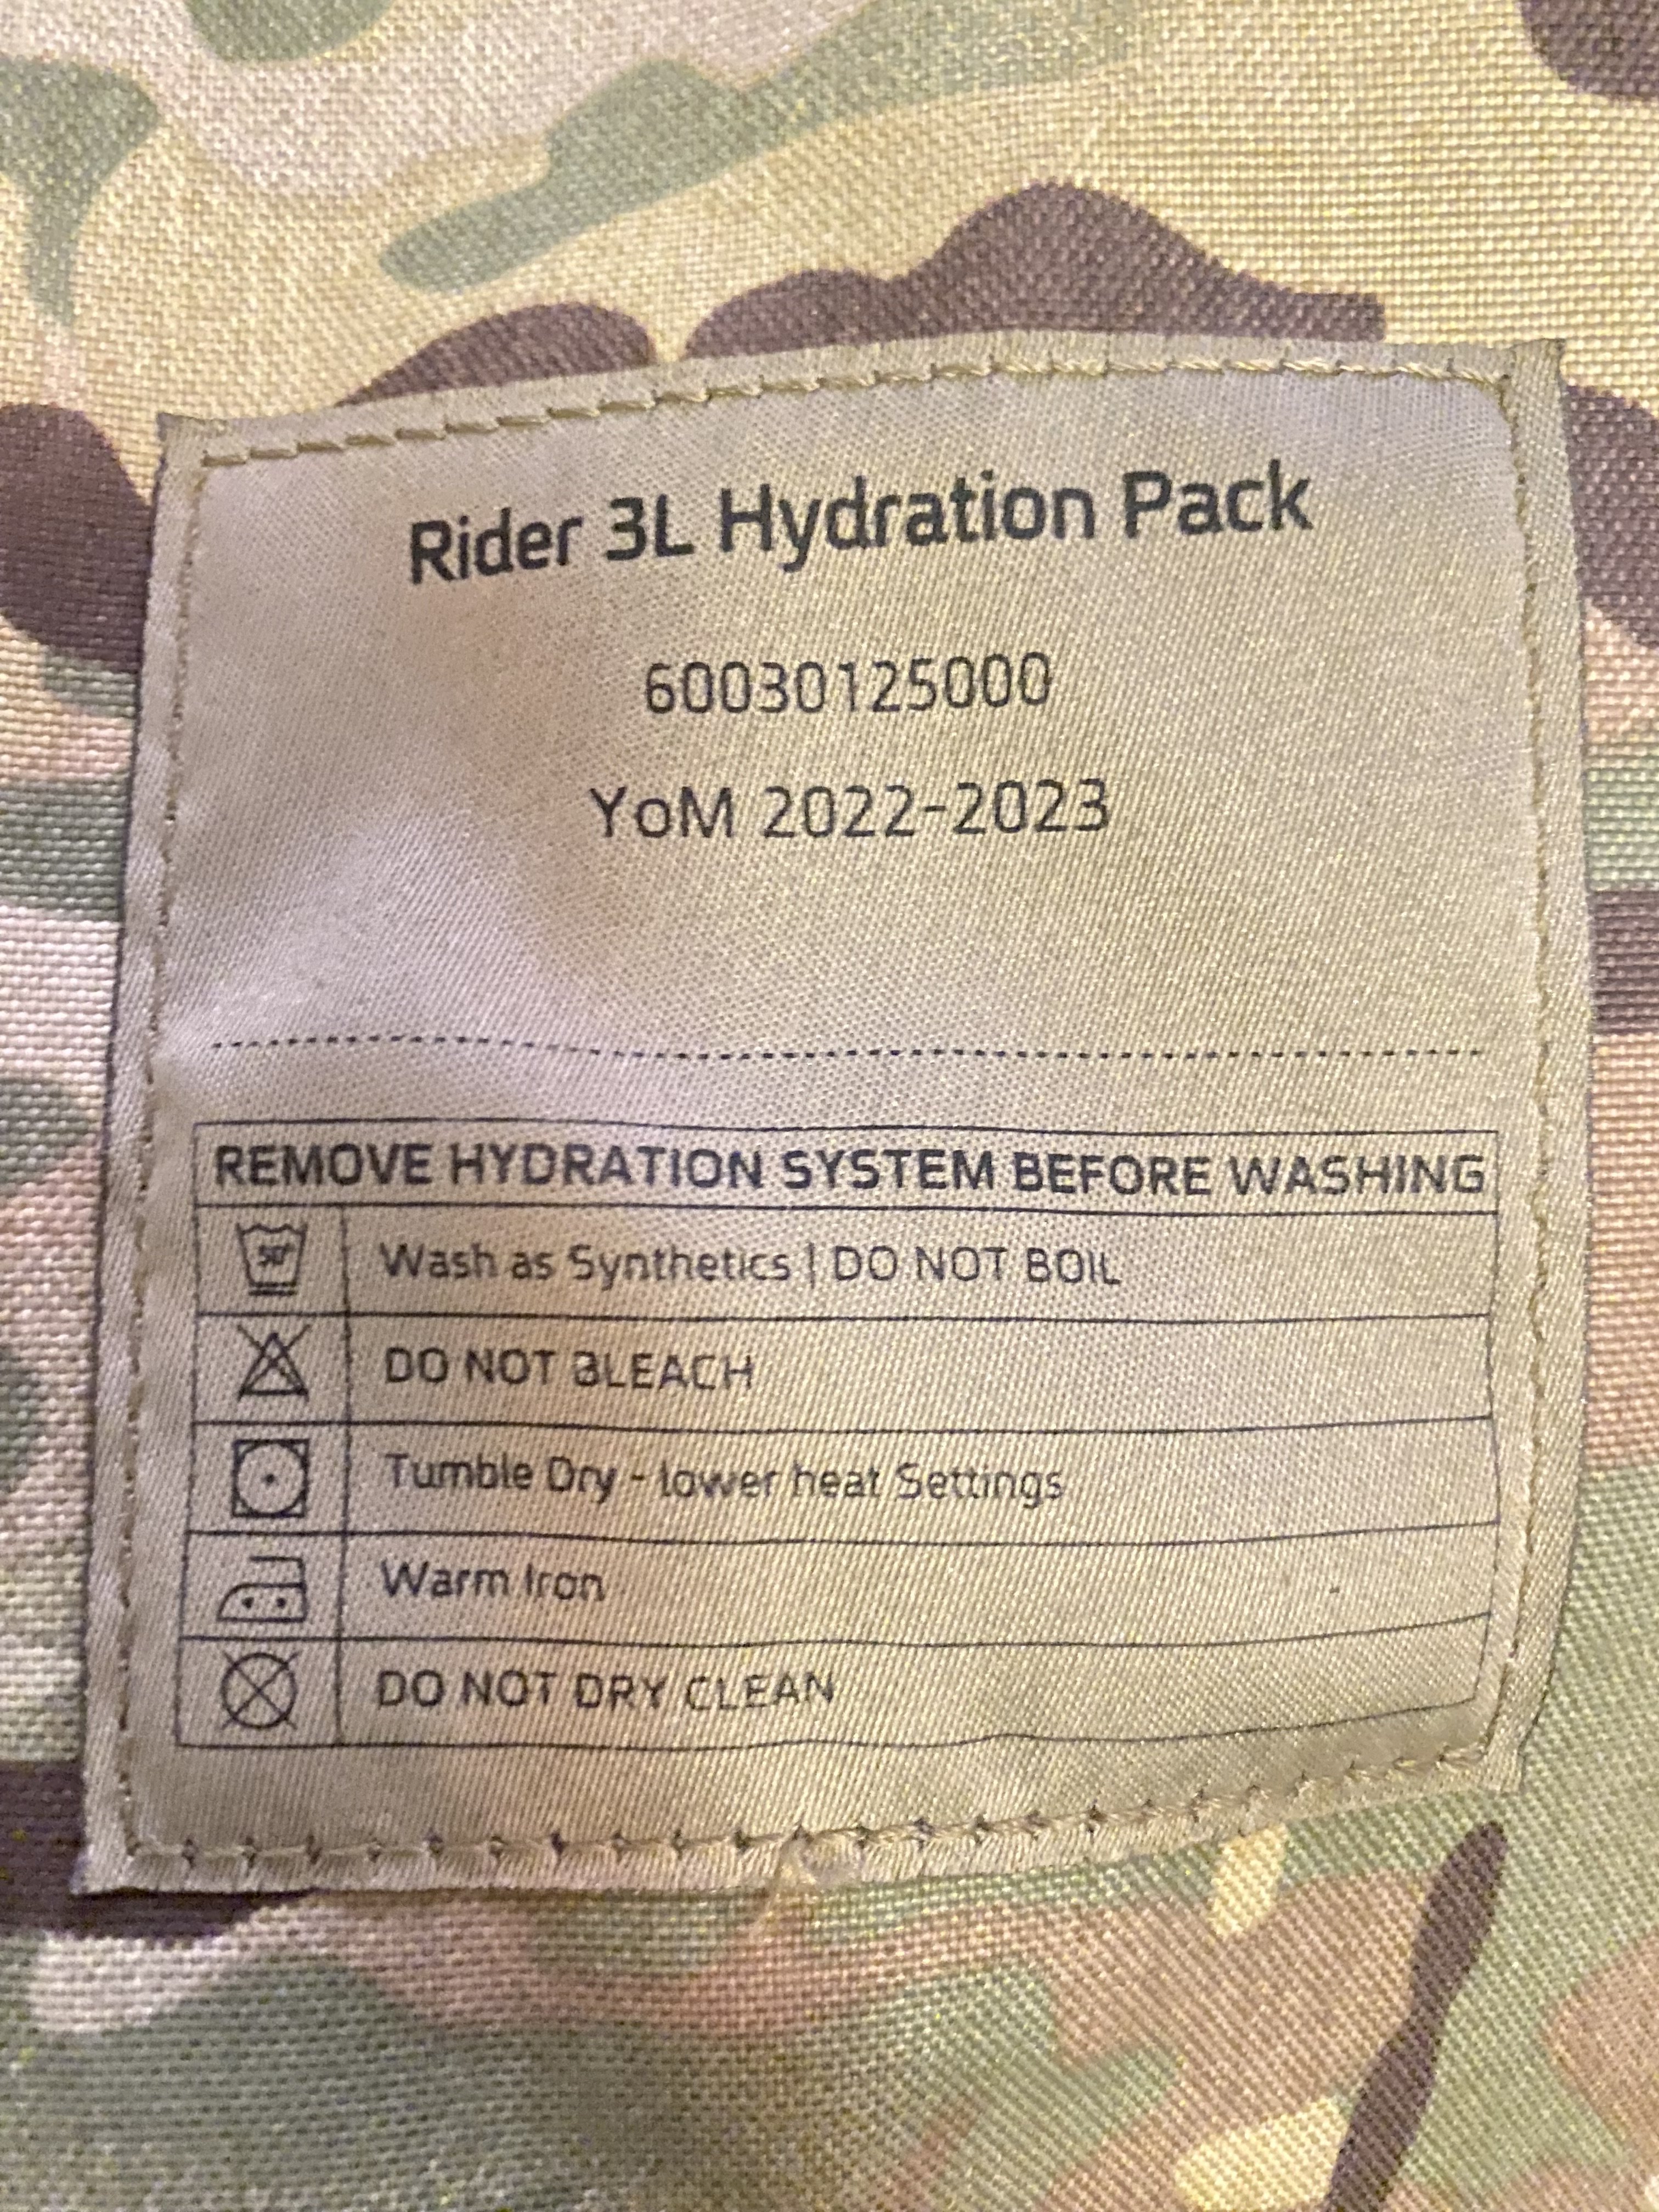 Rider 3L Hydration Pack
60030125000
YoM 2022-2023
REMOVE HYDRATION SYSTEM BEFORE WASHING
Wash as Synthetics | DO NOT BOIL
DO NOT BLEACH
Tumble Dry - lower heat Settings
Warm Iron
DO NOT DRY CLEAN